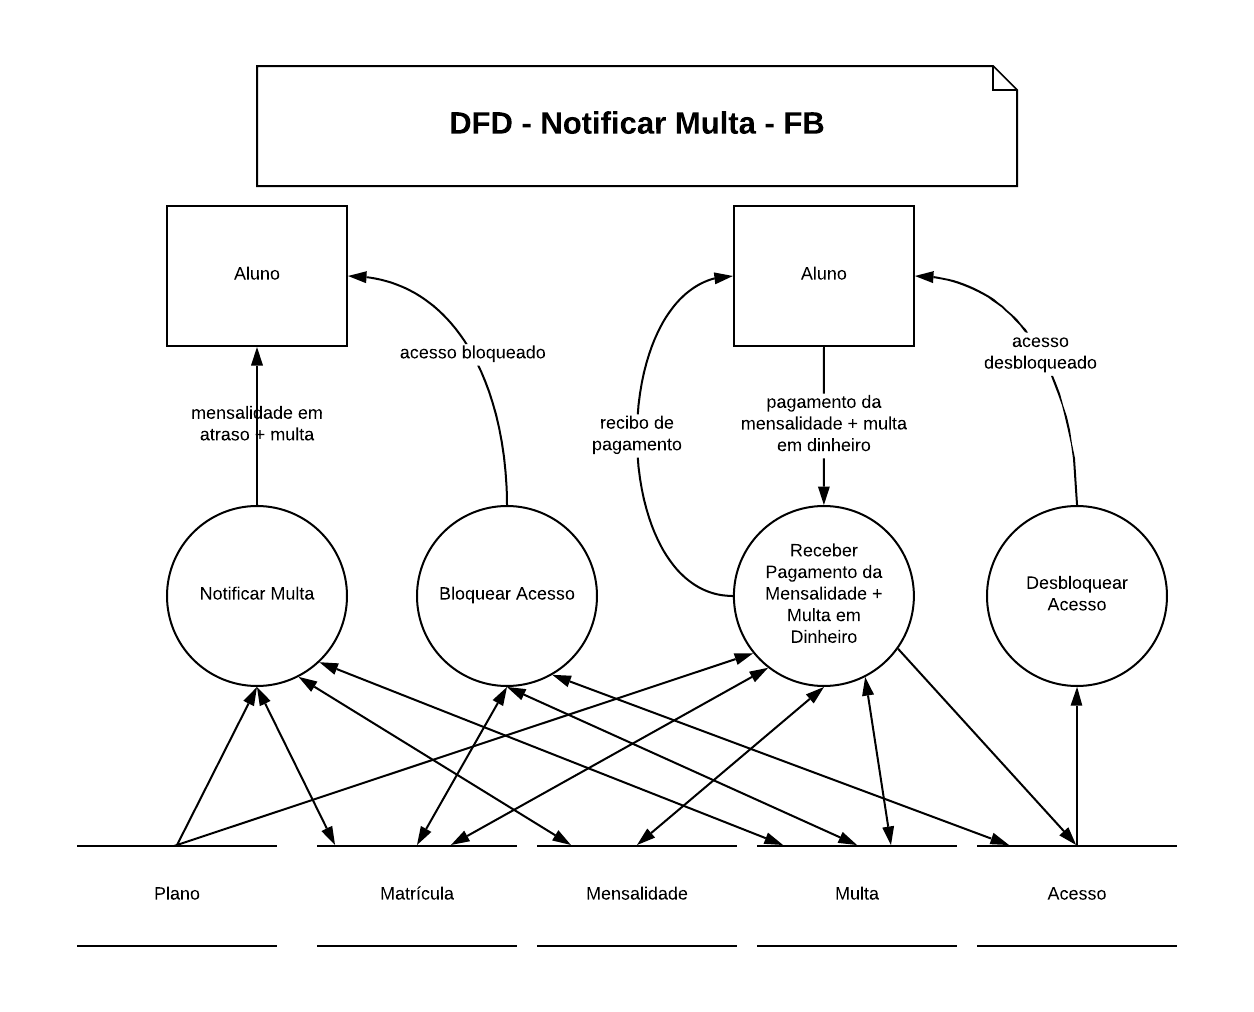 DFD - Notificar Multa - FB
Aluno
Aluno
acesso bloqueado
acesso
desbloqueado
mensalidade em
atraso + multa
recibo de
pagamento
pagamento da
mensalidade + multa
em dinheiro
Notificar Multa
Bloquear Acesso
Receber
Pagamento da
Mensalidade +
Multa em
Dinheiro
Desbloquear
Acesso
Plano
Matrícula
Mensalidade
Multa
Acesso